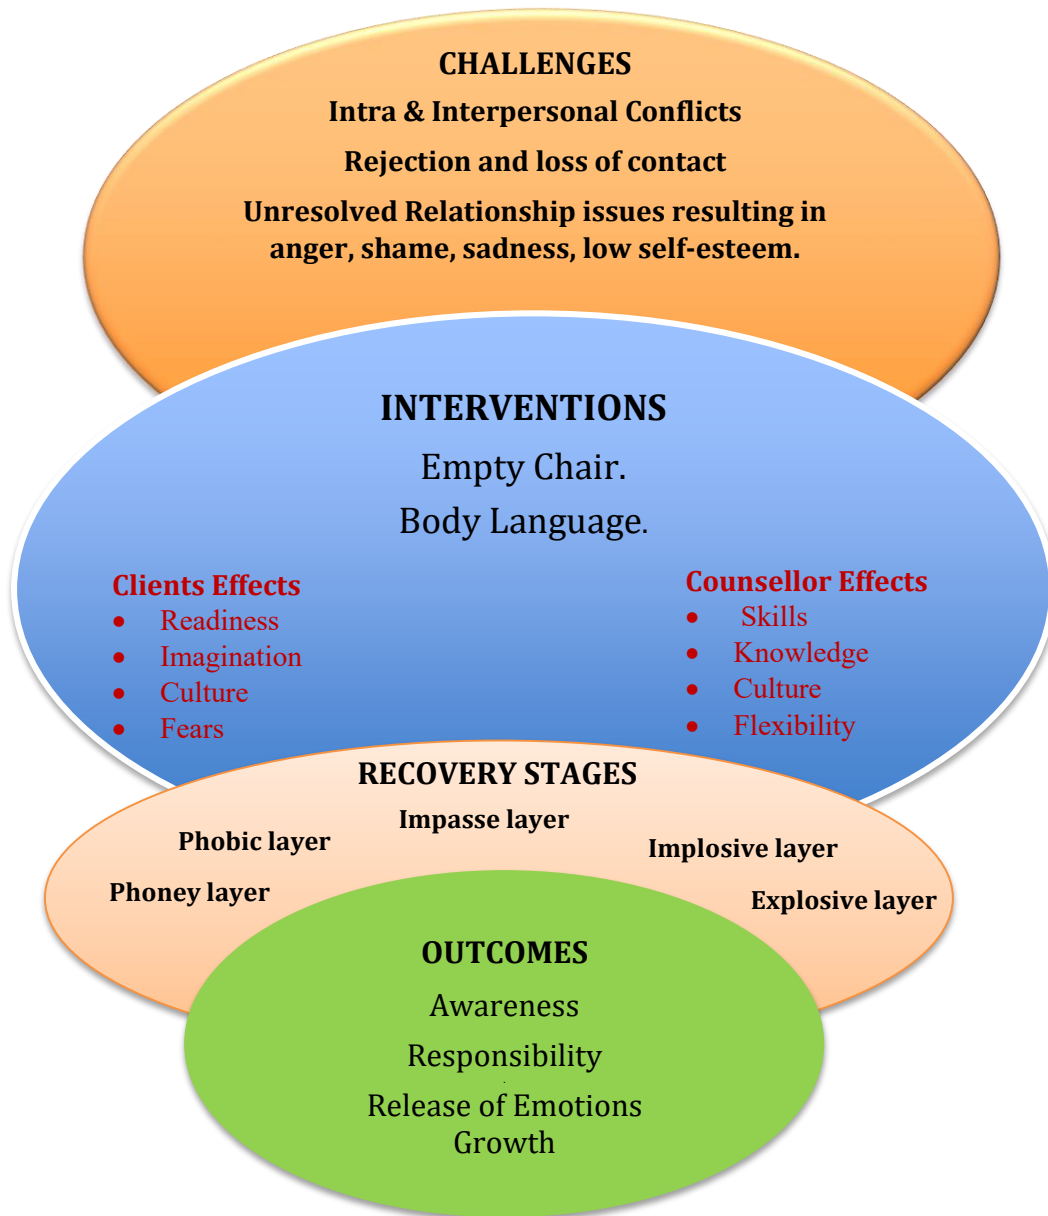 CHALLENGES
Intra & Interpersonal Conflicts
Rejection and loss of contact
Unresolved Relationship issues resulting in
anger, shame, sadness, low self-esteem.
INTERVENTIONS
Empty Chair.
Body Language.
Clients Effects
• Readiness
• Imagination
• Culture
• Fears
Counsellor Effects
• Skills
• Knowledge
• Culture
• Flexibility
RECOVERY STAGES
Phoney layer
Phobic layer
Impasse layer
Implosive layer
Explosive layer
OUTCOMES
Awareness
Responsibility
.
Release of Emotions
Growth